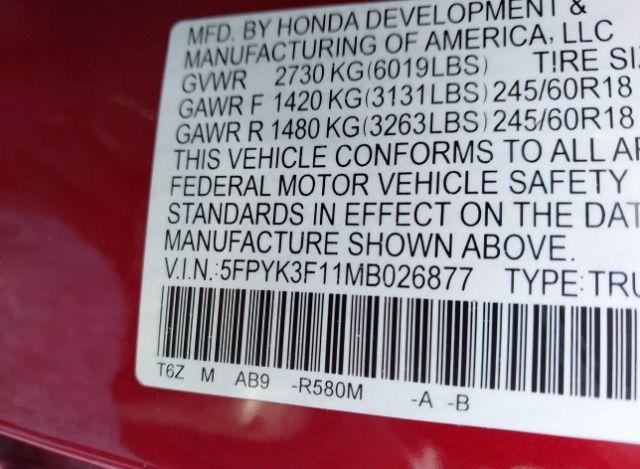 MFD. BY HONDA DEVELOPMENT &
MANUFACTURING OF AMERICA, LLC
GVWR 2730 KG(6019LBS) TIRE
GAWR F 1420 KG(3131LBS) 245/60R18
GAWR R 1480 KG(3263LBS) 245/60R18
THIS VEHICLE CONFORMS TO ALL
FEDERAL MOTOR VEHICLE SAFETY
STANDARDS IN EFFECT ON THE
MANUFACTURE SHOWN ABOVE.
V.I.N.:5FPYK3F11MB026877 TYPE:
T6Z M AB9 -R580M -A -B